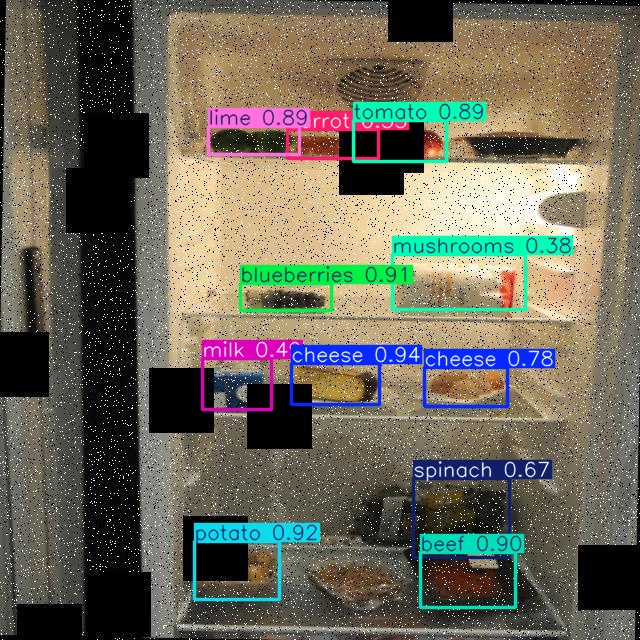 lime 0.89
tomato 0.89
mushrooms 0.38
blueberries 0.91
milk
cheese 0.94
cheese 0.78
spinach 0.67
potato 0.92
beef 0.90